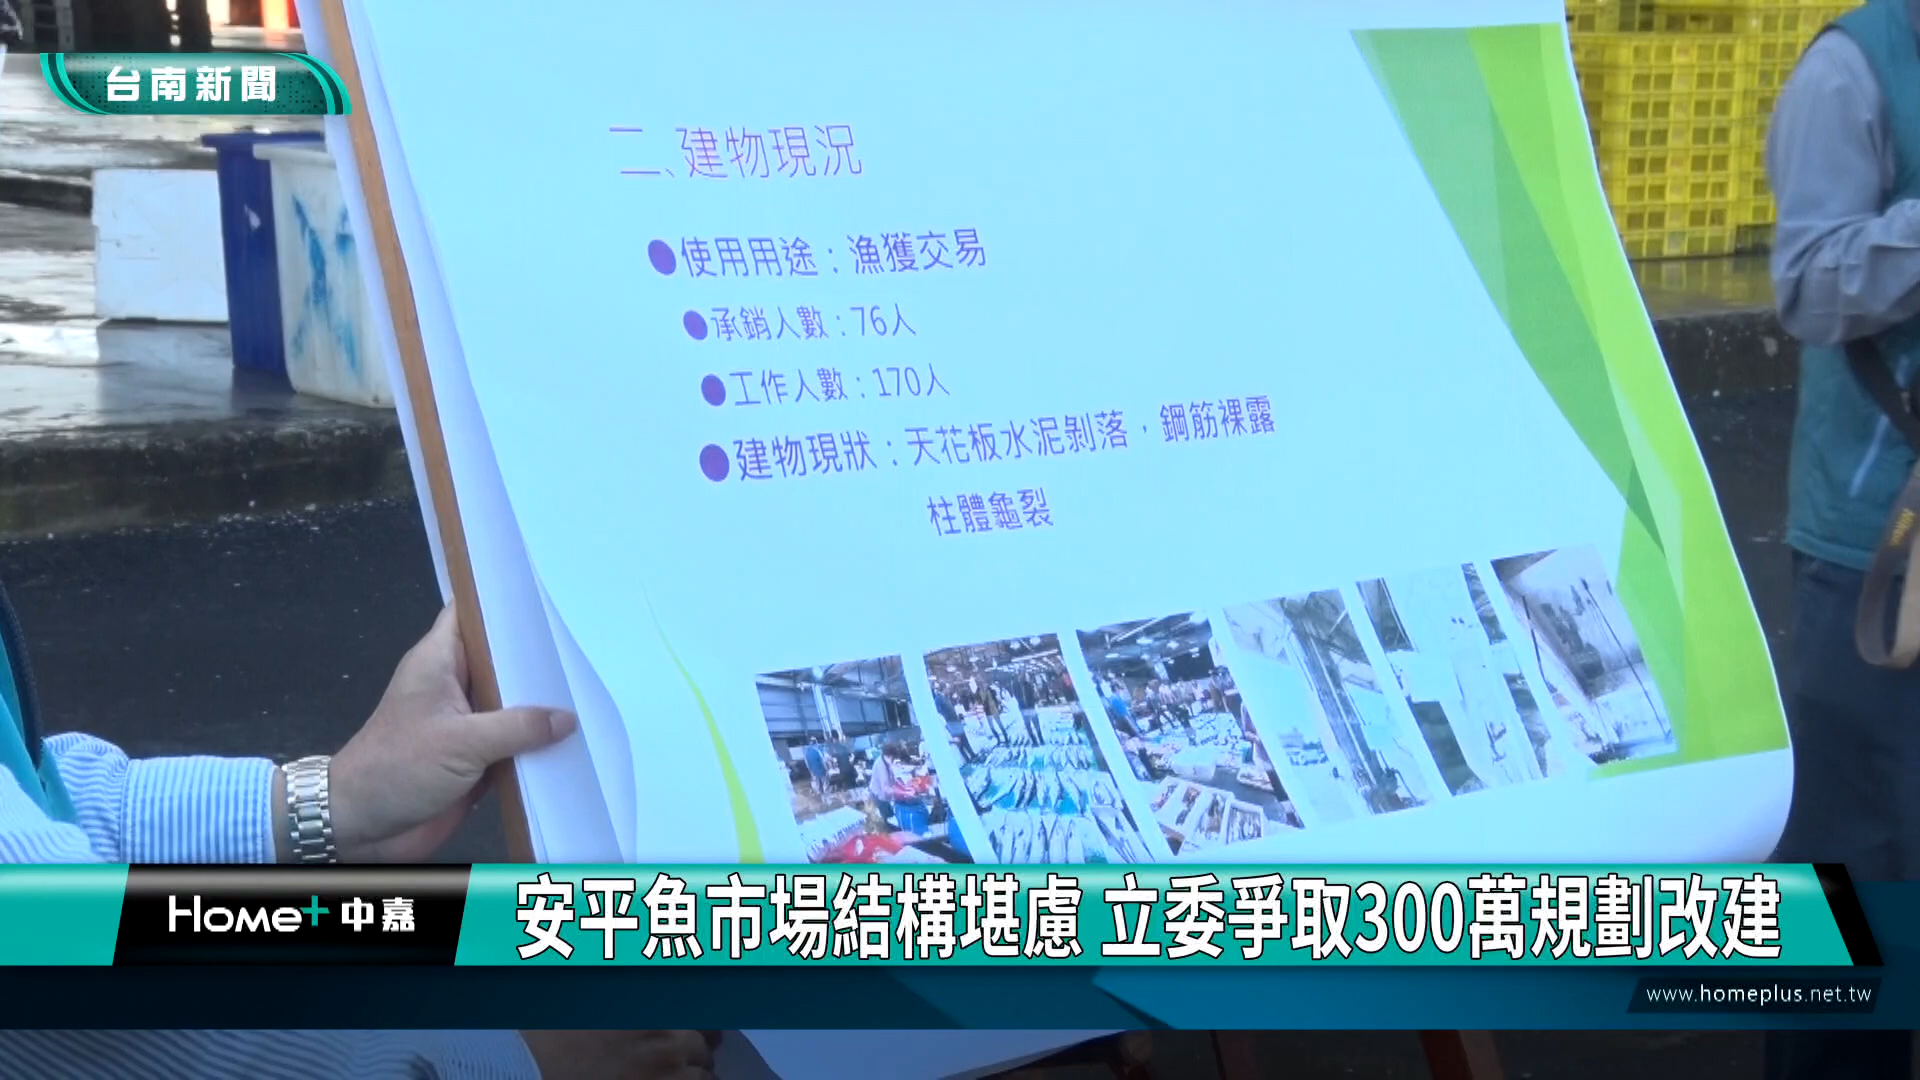 台南新聞
二、建物現況
●使用用途：漁獲交易
●承銷人數：76人
●工作人數：170人
●建物現狀：天花板水泥剝落，鋼筋裸露
柱體龜裂
Home+中嘉
安平魚市場結構堪慮 立委爭取300萬規劃改建
www.homeplus.net.tw